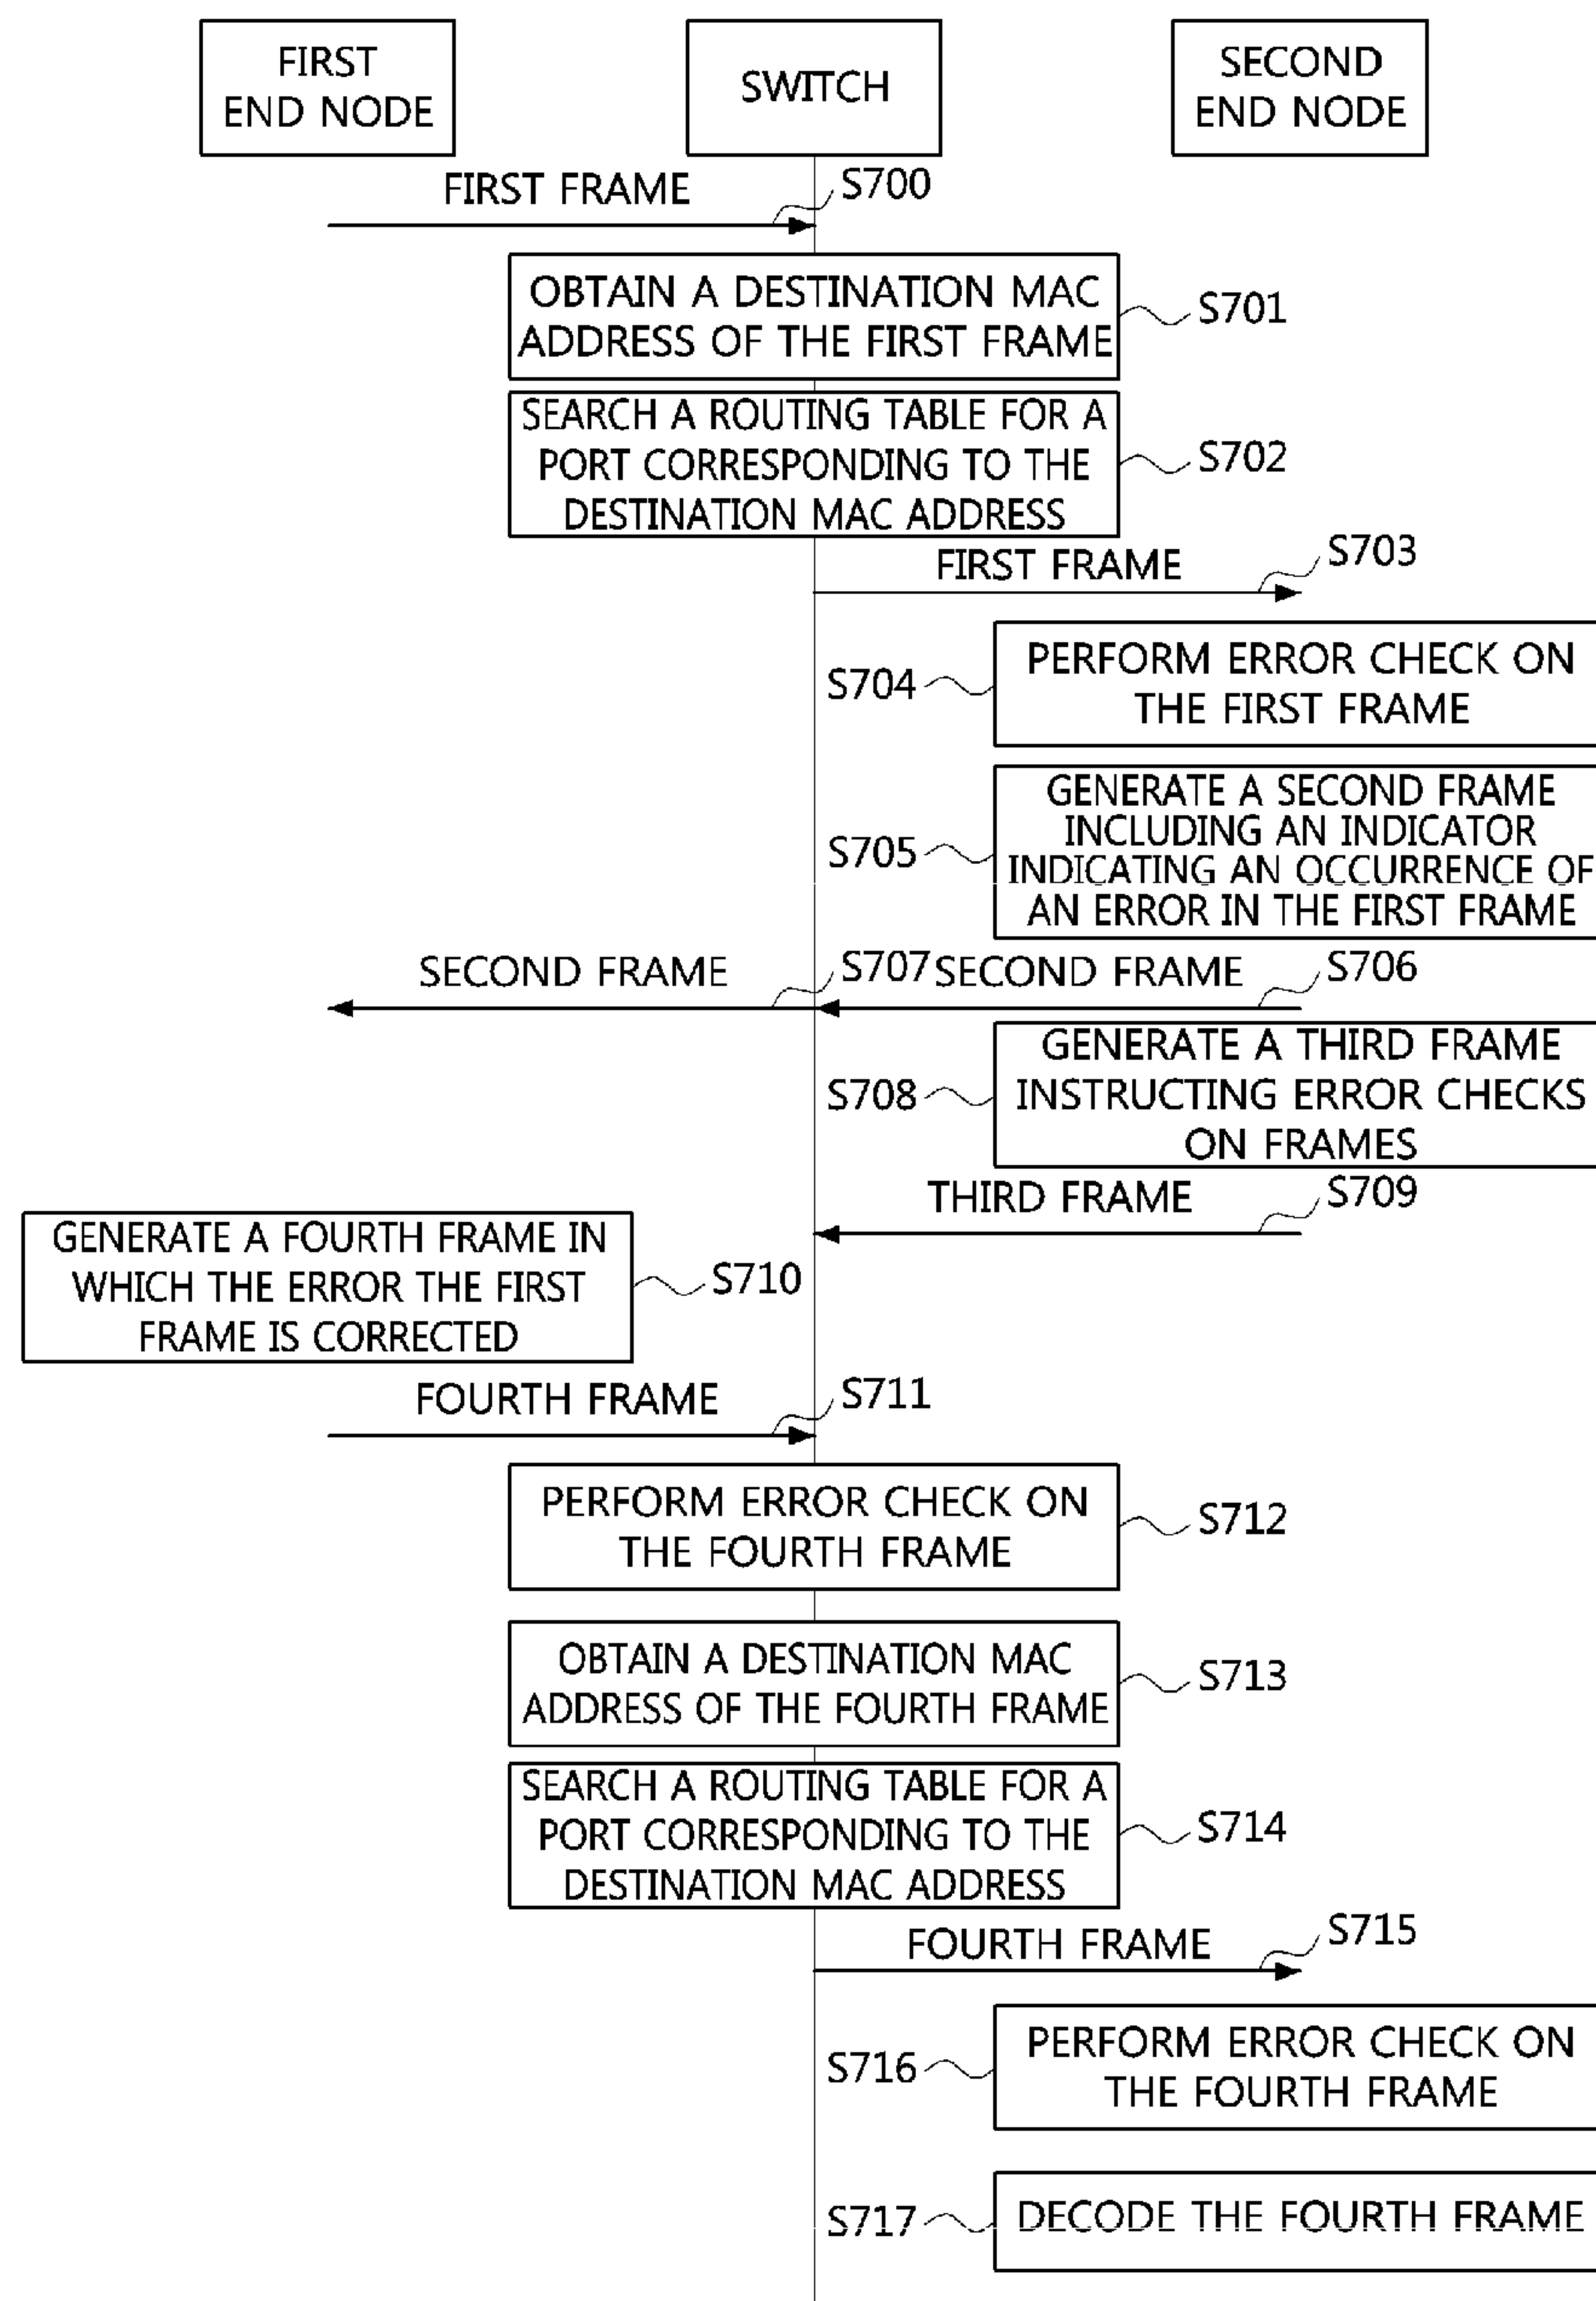 FIRST
END NODE
SWITCH
SECOND
END NODE
FIRST FRAME
S700
OBTAIN A DESTINATION MAC
ADDRESS OF THE FIRST FRAME
S701
SEARCH A ROUTING TABLE FOR A
PORT CORRESPONDING TO THE
DESTINATION MAC ADDRESS
S702
FIRST FRAME
S703
S704
PERFORM ERROR CHECK ON
THE FIRST FRAME
S705
GENERATE A SECOND FRAME
INCLUDING AN INDICATOR
INDICATING AN OCCURRENCE OF
AN ERROR IN THE FIRST FRAME
SECOND FRAME
S707
SECOND FRAME
S706
S708
GENERATE A THIRD FRAME
INSTRUCTING ERROR CHECKS
ON FRAMES
THIRD FRAME
S709
GENERATE A FOURTH FRAME IN
WHICH THE ERROR THE FIRST
FRAME IS CORRECTED
S710
FOURTH FRAME
S711
PERFORM ERROR CHECK ON
THE FOURTH FRAME
S712
OBTAIN A DESTINATION MAC
ADDRESS OF THE FOURTH FRAME
S713
SEARCH A ROUTING TABLE FOR A
PORT CORRESPONDING TO THE
DESTINATION MAC ADDRESS
S714
FOURTH FRAME
S715
S716
PERFORM ERROR CHECK ON
THE FOURTH FRAME
S717
DECODE THE FOURTH FRAME